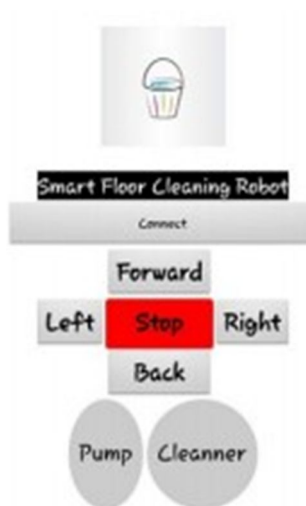 Smart Floor Cleaning Robot
Connect
Forward
Left Stop Right
Back
Pump Cleanner